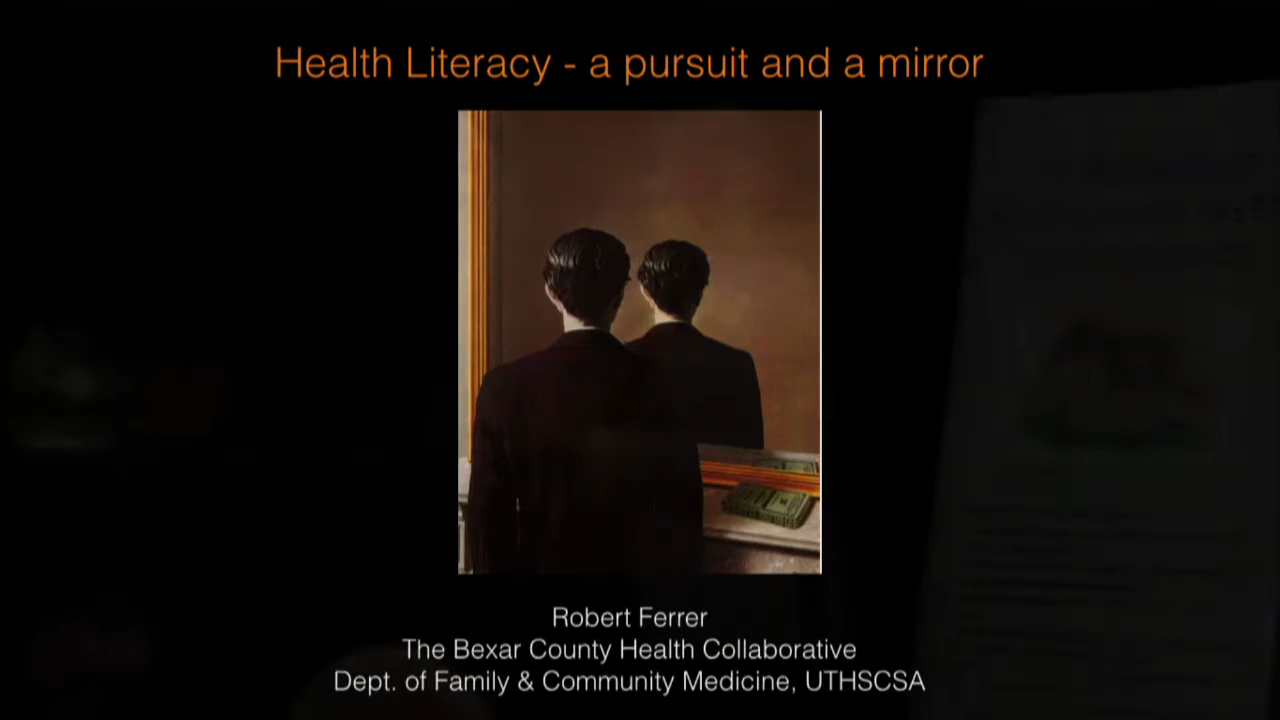 Health Literacy - a pursuit and a mirror
Robert Ferrer
The Bexar County Health Collaborative
Dept. of Family & Community Medicine, UTHSCSA